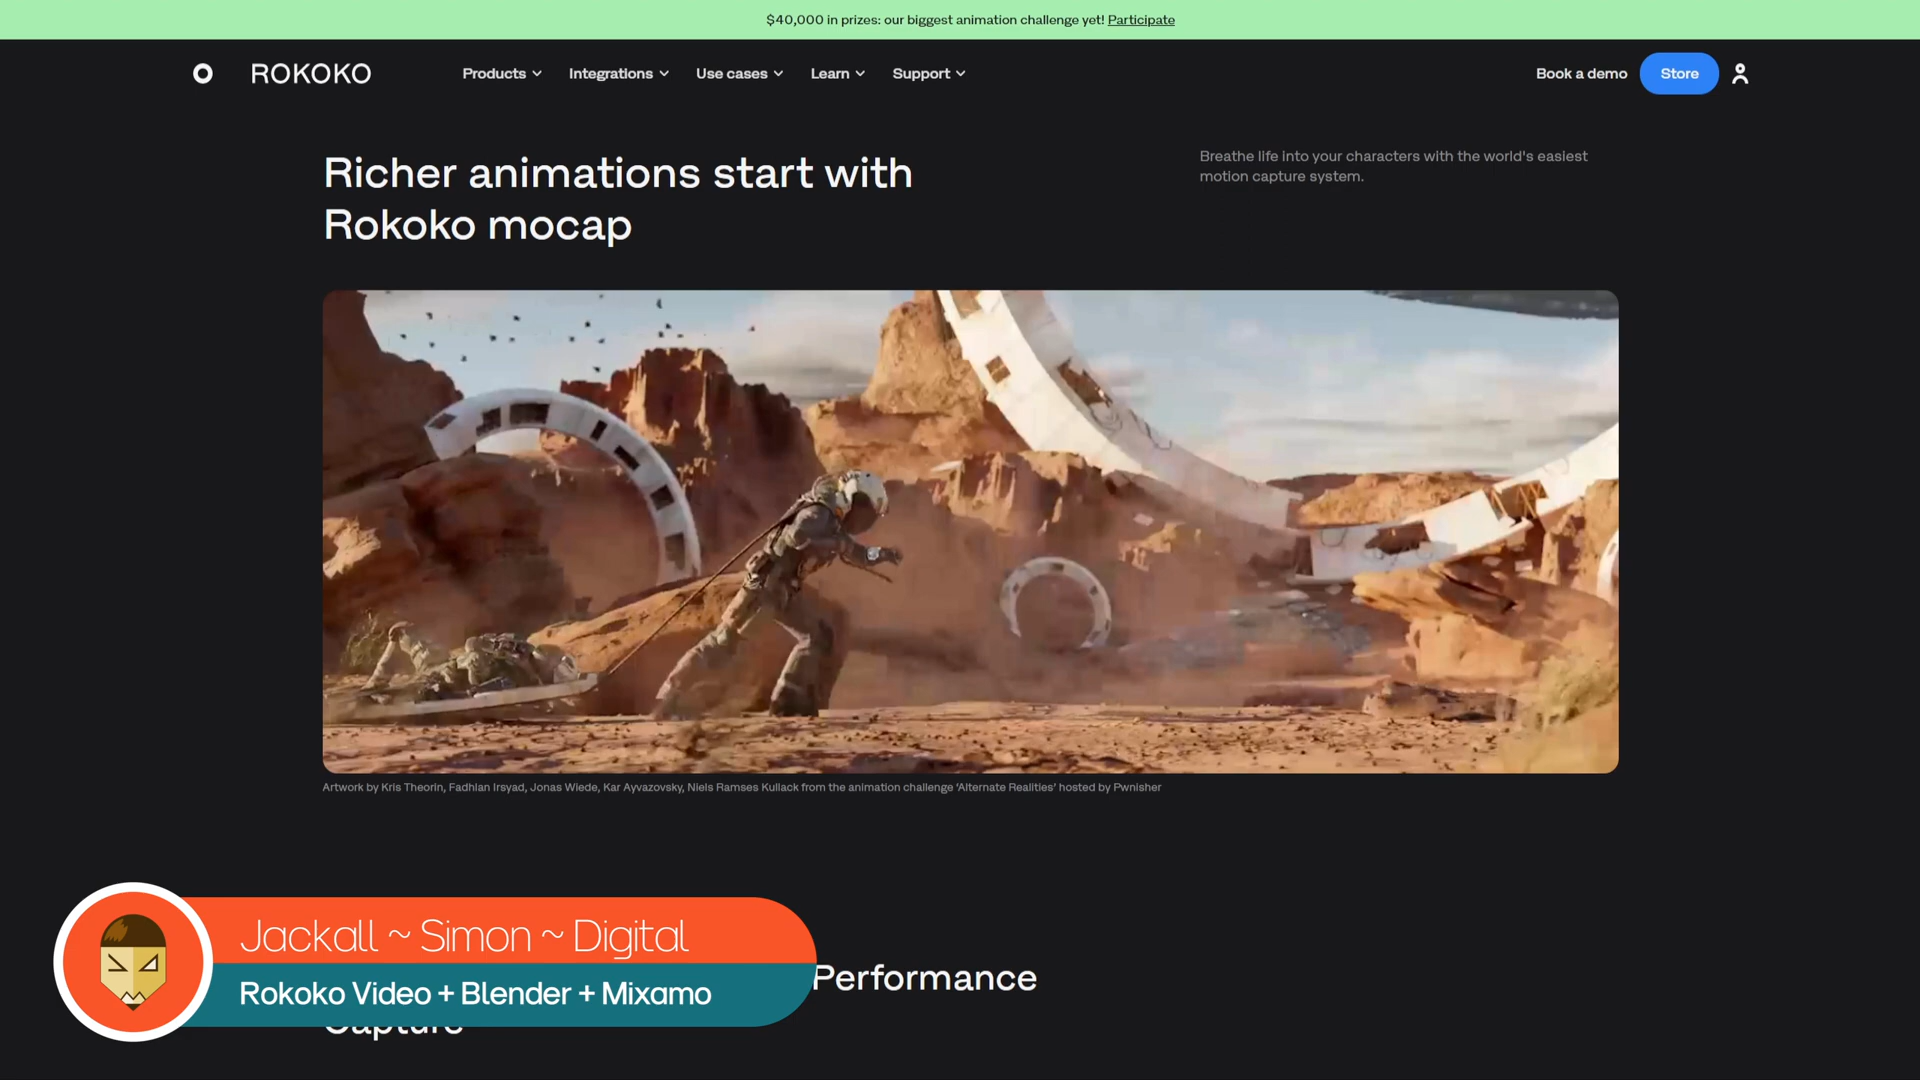 $40,000 in prizes: our biggest animation challenge yet! Participate
ROKOKO
Products
Integrations
Use cases
Learn
Support
Book a demo
Store
Richer animations start with
Rokoko mocap
Breathe life into your characters with the world's easiest
motion capture system.
Artwork by Kris Theorin, Fadhlan Irsyad, Jonas Wiede, Kar Ayvazovsky, Niels Ramses Kullack from the animation challenge ‘Alternate Realities’ hosted by Pwnisher
Jackall ~ Simon ~ Digital
Rokoko Video + Blender + Mixamo
Performance
Capture